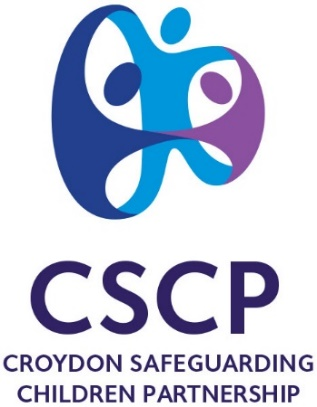 CSCP
CROYDON SAFEGUARDING
CHILDREN PARTNERSHIP